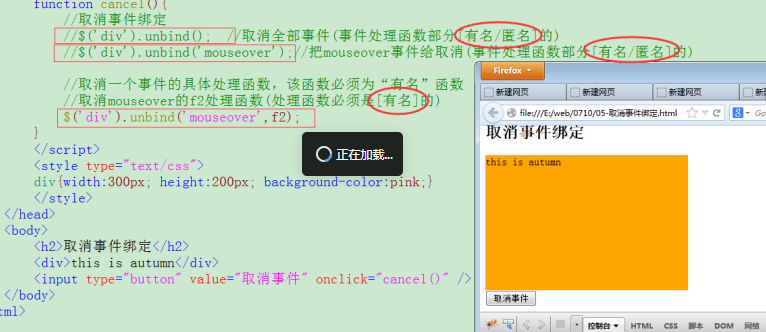 function cancel(){
//取消事件绑定
//$('div').unbind(); //取消全部事件(事件处理函数部分[有名/匿名]的)
//$('div').unbind('mouseover');//把mouseover事件给取消(事件处理函数部分[有名/匿名]的)
//取消一个事件的具体处理函数，该函数必须为“有名”函数
//取消mouseover的f2处理函数(处理函数必须是[有名]的)
$('div').unbind('mouseover',f2);
}
</script>
<style type="text/css">
div{width:300px; height:200px; background-color:pink;}
</style>
</head>
<body>
<h2>取消事件绑定</h2>
<div>this is autumn</div>
<input type="button" value="取消事件" onclick="cancel()" />
</body>
tml>
正在加载...
Firefox
新建网页
新建网页
新建网页
新建网页
file:///E:/web/0710/05-取消事件绑定.html
Goo
取消事件绑定
this is autumn
取消事件
控制台
HTML
CSS
脚本
DOM
网络